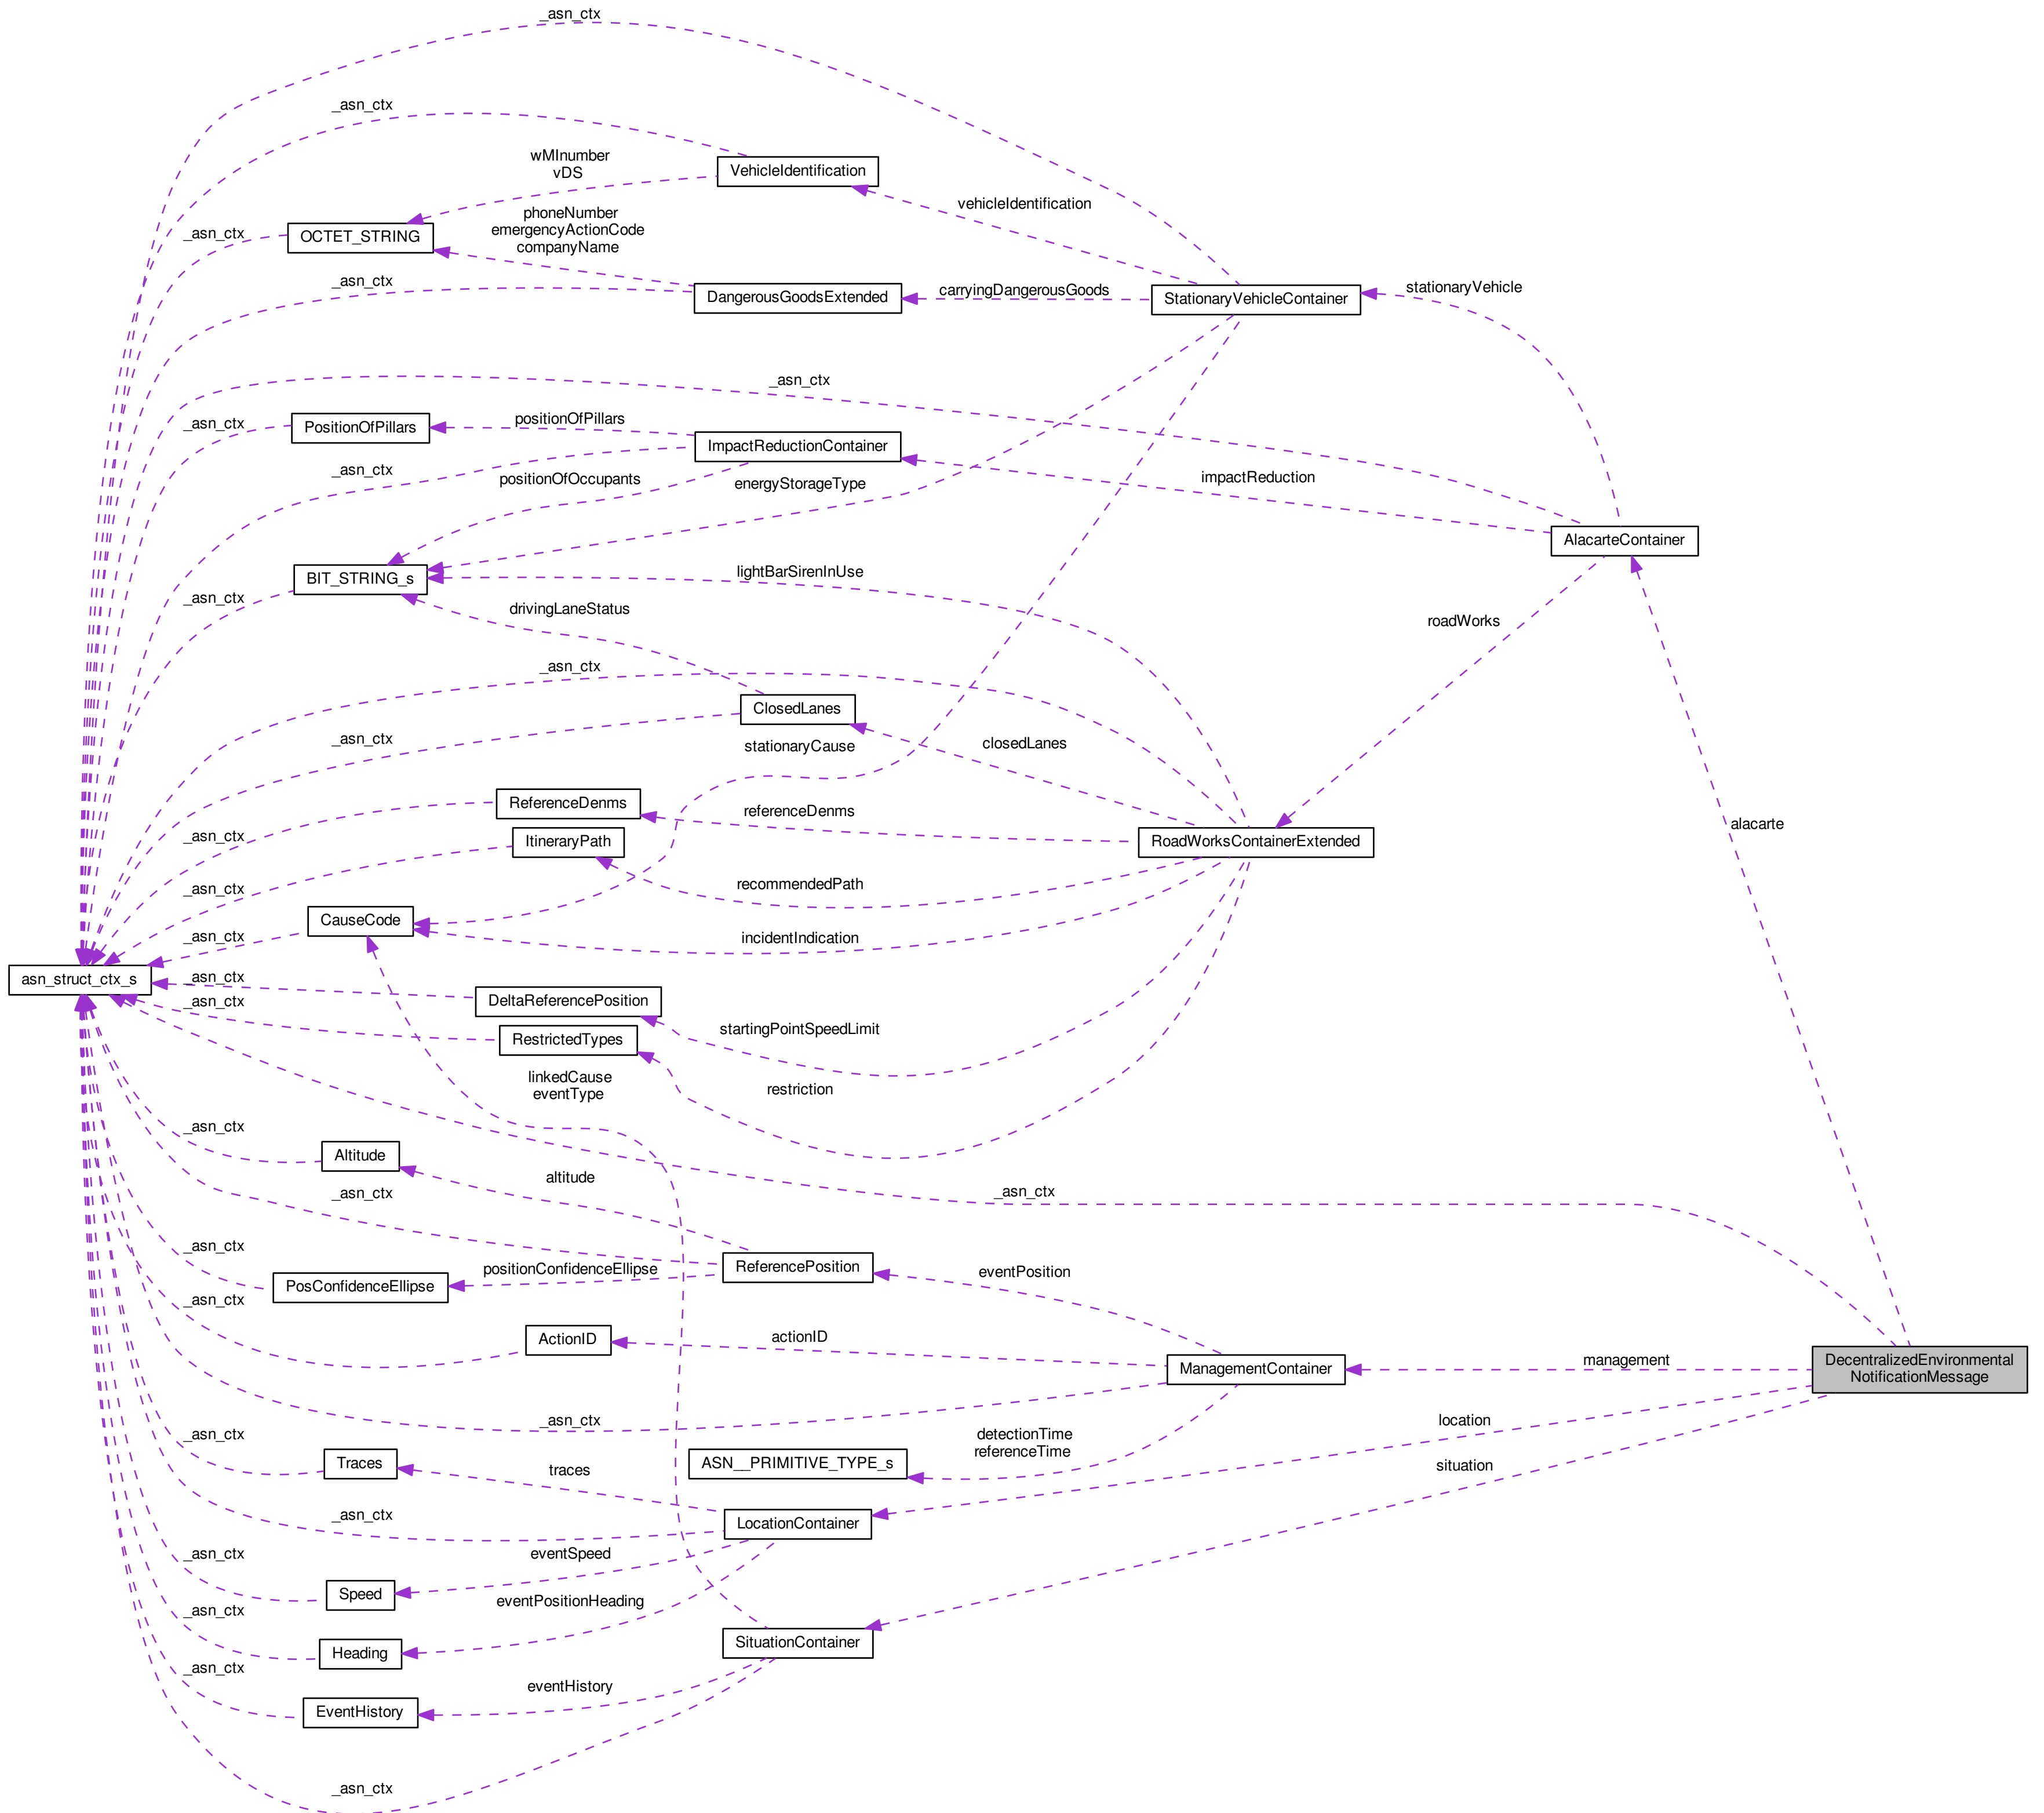 _asn_ctx
_asn_ctx
wMInumber
vDS
VehicleIdentification
vehicleIdentification
phoneNumber
emergencyActionCode
companyName
_asn_ctx
OCTET_STRING
_asn_ctx
DangerousGoodsExtended
carryingDangerousGoods
StationaryVehicleContainer
stationaryVehicle
_asn_ctx
_asn_ctx
PositionOfPillars
positionOfPillars
ImpactReductionContainer
_asn_ctx
positionOfOccupants
energyStorageType
impactReduction
AlacarteContainer
BIT_STRING_s
_asn_ctx
lightBarSirenInUse
drivingLaneStatus
roadWorks
_asn_ctx
ClosedLanes
_asn_ctx
stationaryCause
closedLanes
ReferenceDenms
referenceDenms
_asn_ctx
ItineraryPath
RoadWorksContainerExtended
alacarte
_asn_ctx
recommendedPath
CauseCode
_asn_ctx
incidentIndication
asn_struct_ctx_s
_asn_ctx
_asn_ctx
DeltaReferencePosition
RestrictedTypes
startingPointSpeedLimit
linkedCause
eventType
restriction
_asn_ctx
Altitude
altitude
_asn_ctx
_asn_ctx
_asn_ctx
PosConfidenceEllipse
positionConfidenceEllipse
ReferencePosition
eventPosition
_asn_ctx
ActionID
actionID
ManagementContainer
management
DecentralizedEnvironmental
NotificationMessage
_asn_ctx
_asn_ctx
Traces
traces
ASN__PRIMITIVE_TYPE_s
detectionTime
referenceTime
location
situation
_asn_ctx
LocationContainer
_asn_ctx
eventSpeed
Speed
_asn_ctx
eventPositionHeading
Heading
SituationContainer
_asn_ctx
eventHistory
EventHistory
_asn_ctx